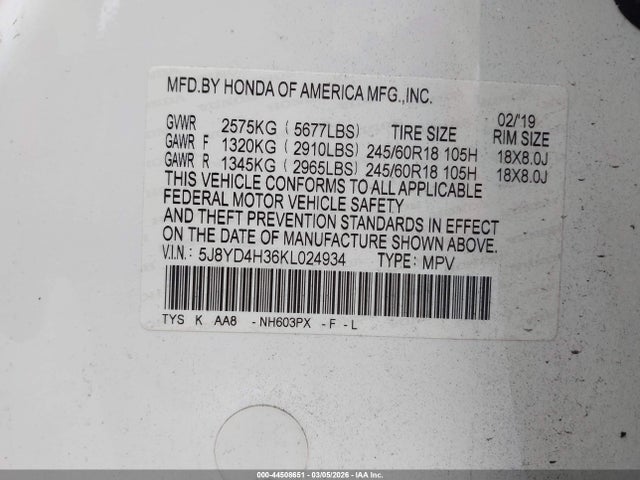 MFD.BY HONDA OF AMERICA MFG.,INC.
02/'19
GVWR 2575KG ( 5677LBS) TIRE SIZE RIM SIZE
GAWR F 1320KG ( 2910LBS) 245/60R18 105H 18X8.0J
GAWR R 1345KG ( 2965LBS) 245/60R18 105H 18X8.0J
THIS VEHICLE CONFORMS TO ALL APPLICABLE
FEDERAL MOTOR VEHICLE SAFETY
AND THEFT PREVENTION STANDARDS IN EFFECT
ON THE DATE OF MANUFACTURE SHOWN ABOVE.
V.I.N.: 5J8YD4H36KL024934 TYPE: MPV
TYS K AA8 - NH603PX - F - L
000-44508651 | 03/05/2026 | IAA Inc.